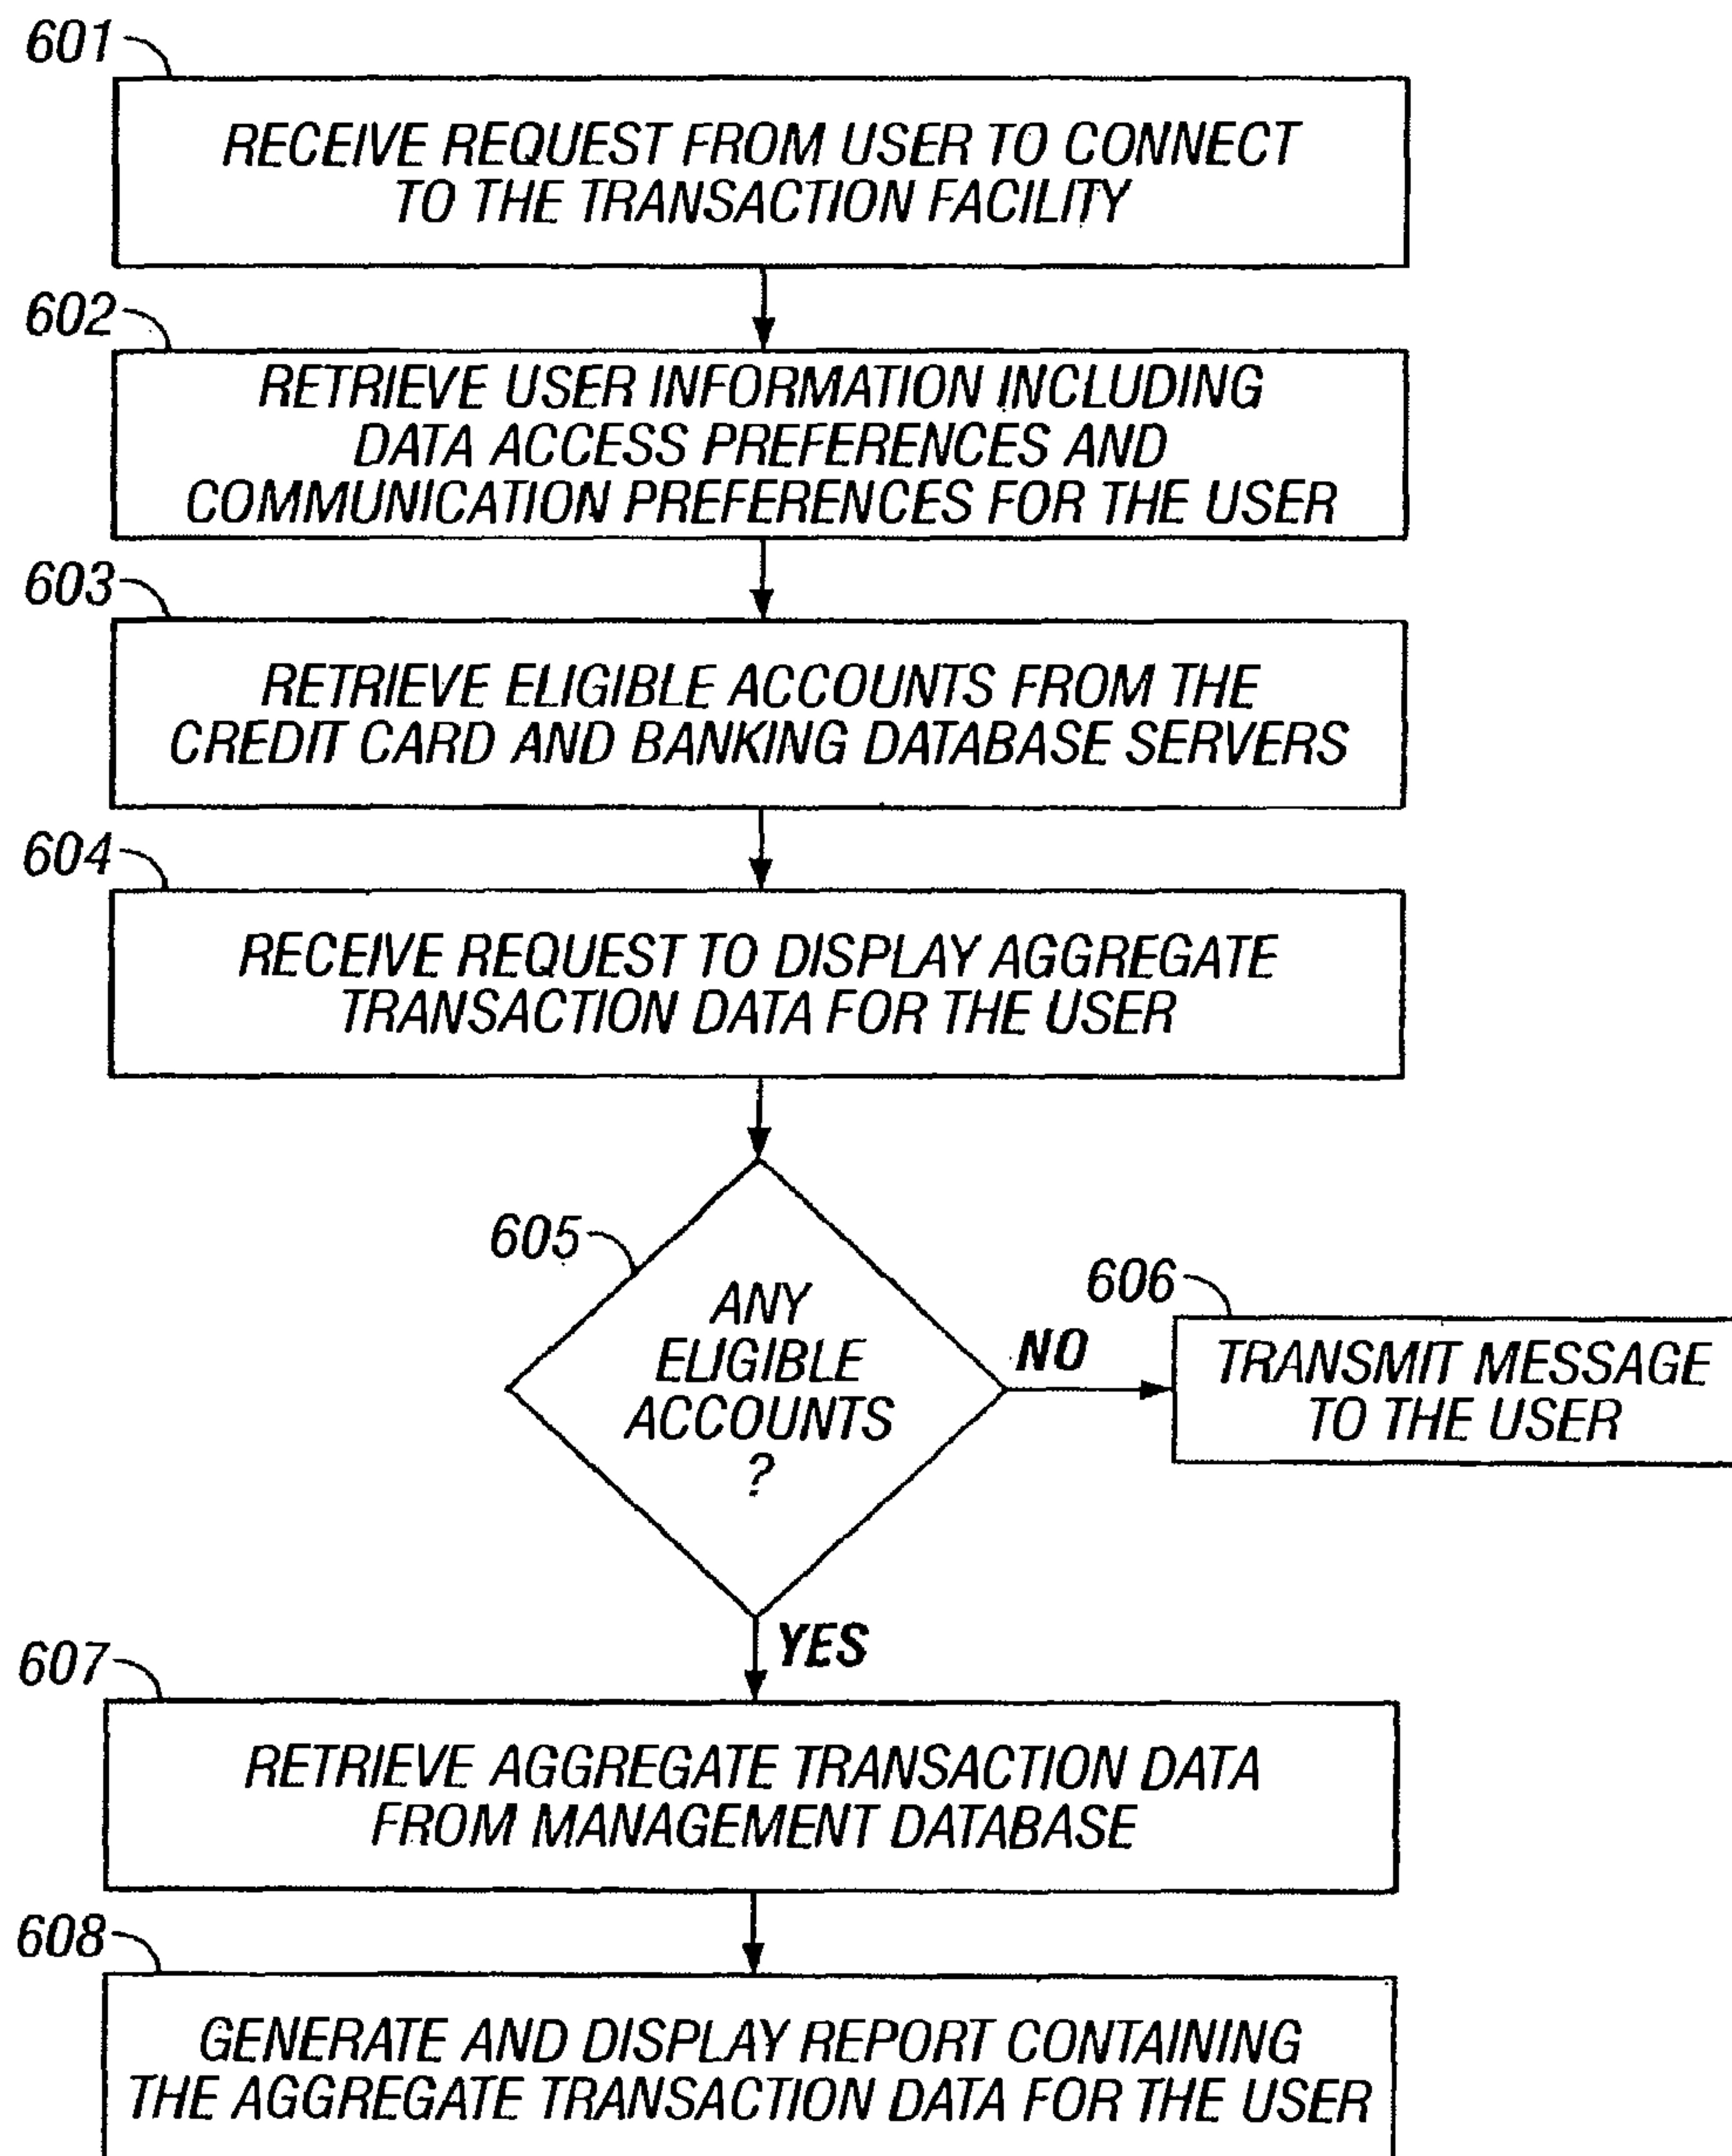 601
RECEIVE REQUEST FROM USER TO CONNECT
TO THE TRANSACTION FACILITY
602
RETRIEVE USER INFORMATION INCLUDING
DATA ACCESS PREFERENCES AND
COMMUNICATION PREFERENCES FOR THE USER
603
RETRIEVE ELIGIBLE ACCOUNTS FROM THE
CREDIT CARD AND BANKING DATABASE SERVERS
604
RECEIVE REQUEST TO DISPLAY AGGREGATE
TRANSACTION DATA FOR THE USER
605
ANY
ELIGIBLE
ACCOUNTS
?
NO
606
TRANSMIT MESSAGE
TO THE USER
YES
607
RETRIEVE AGGREGATE TRANSACTION DATA
FROM MANAGEMENT DATABASE
608
GENERATE AND DISPLAY REPORT CONTAINING
THE AGGREGATE TRANSACTION DATA FOR THE USER